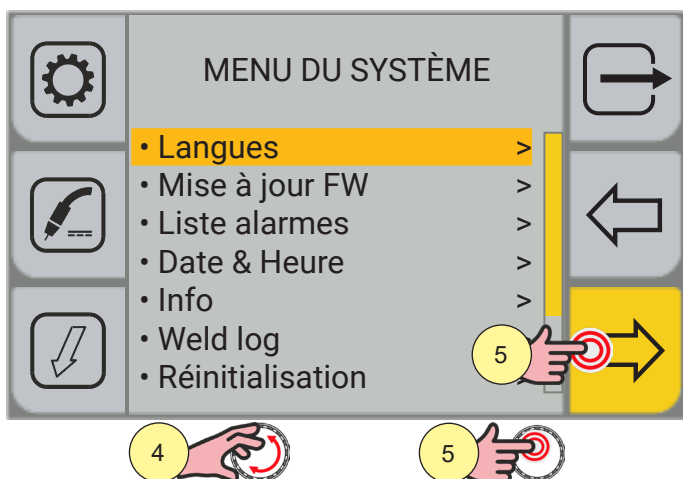 MENU DU SYSTÈME
• Langues >
• Mise à jour FW >
• Liste alarmes >
• Date & Heure >
• Info >
• Weld log
• Réinitialisation
5
4
5